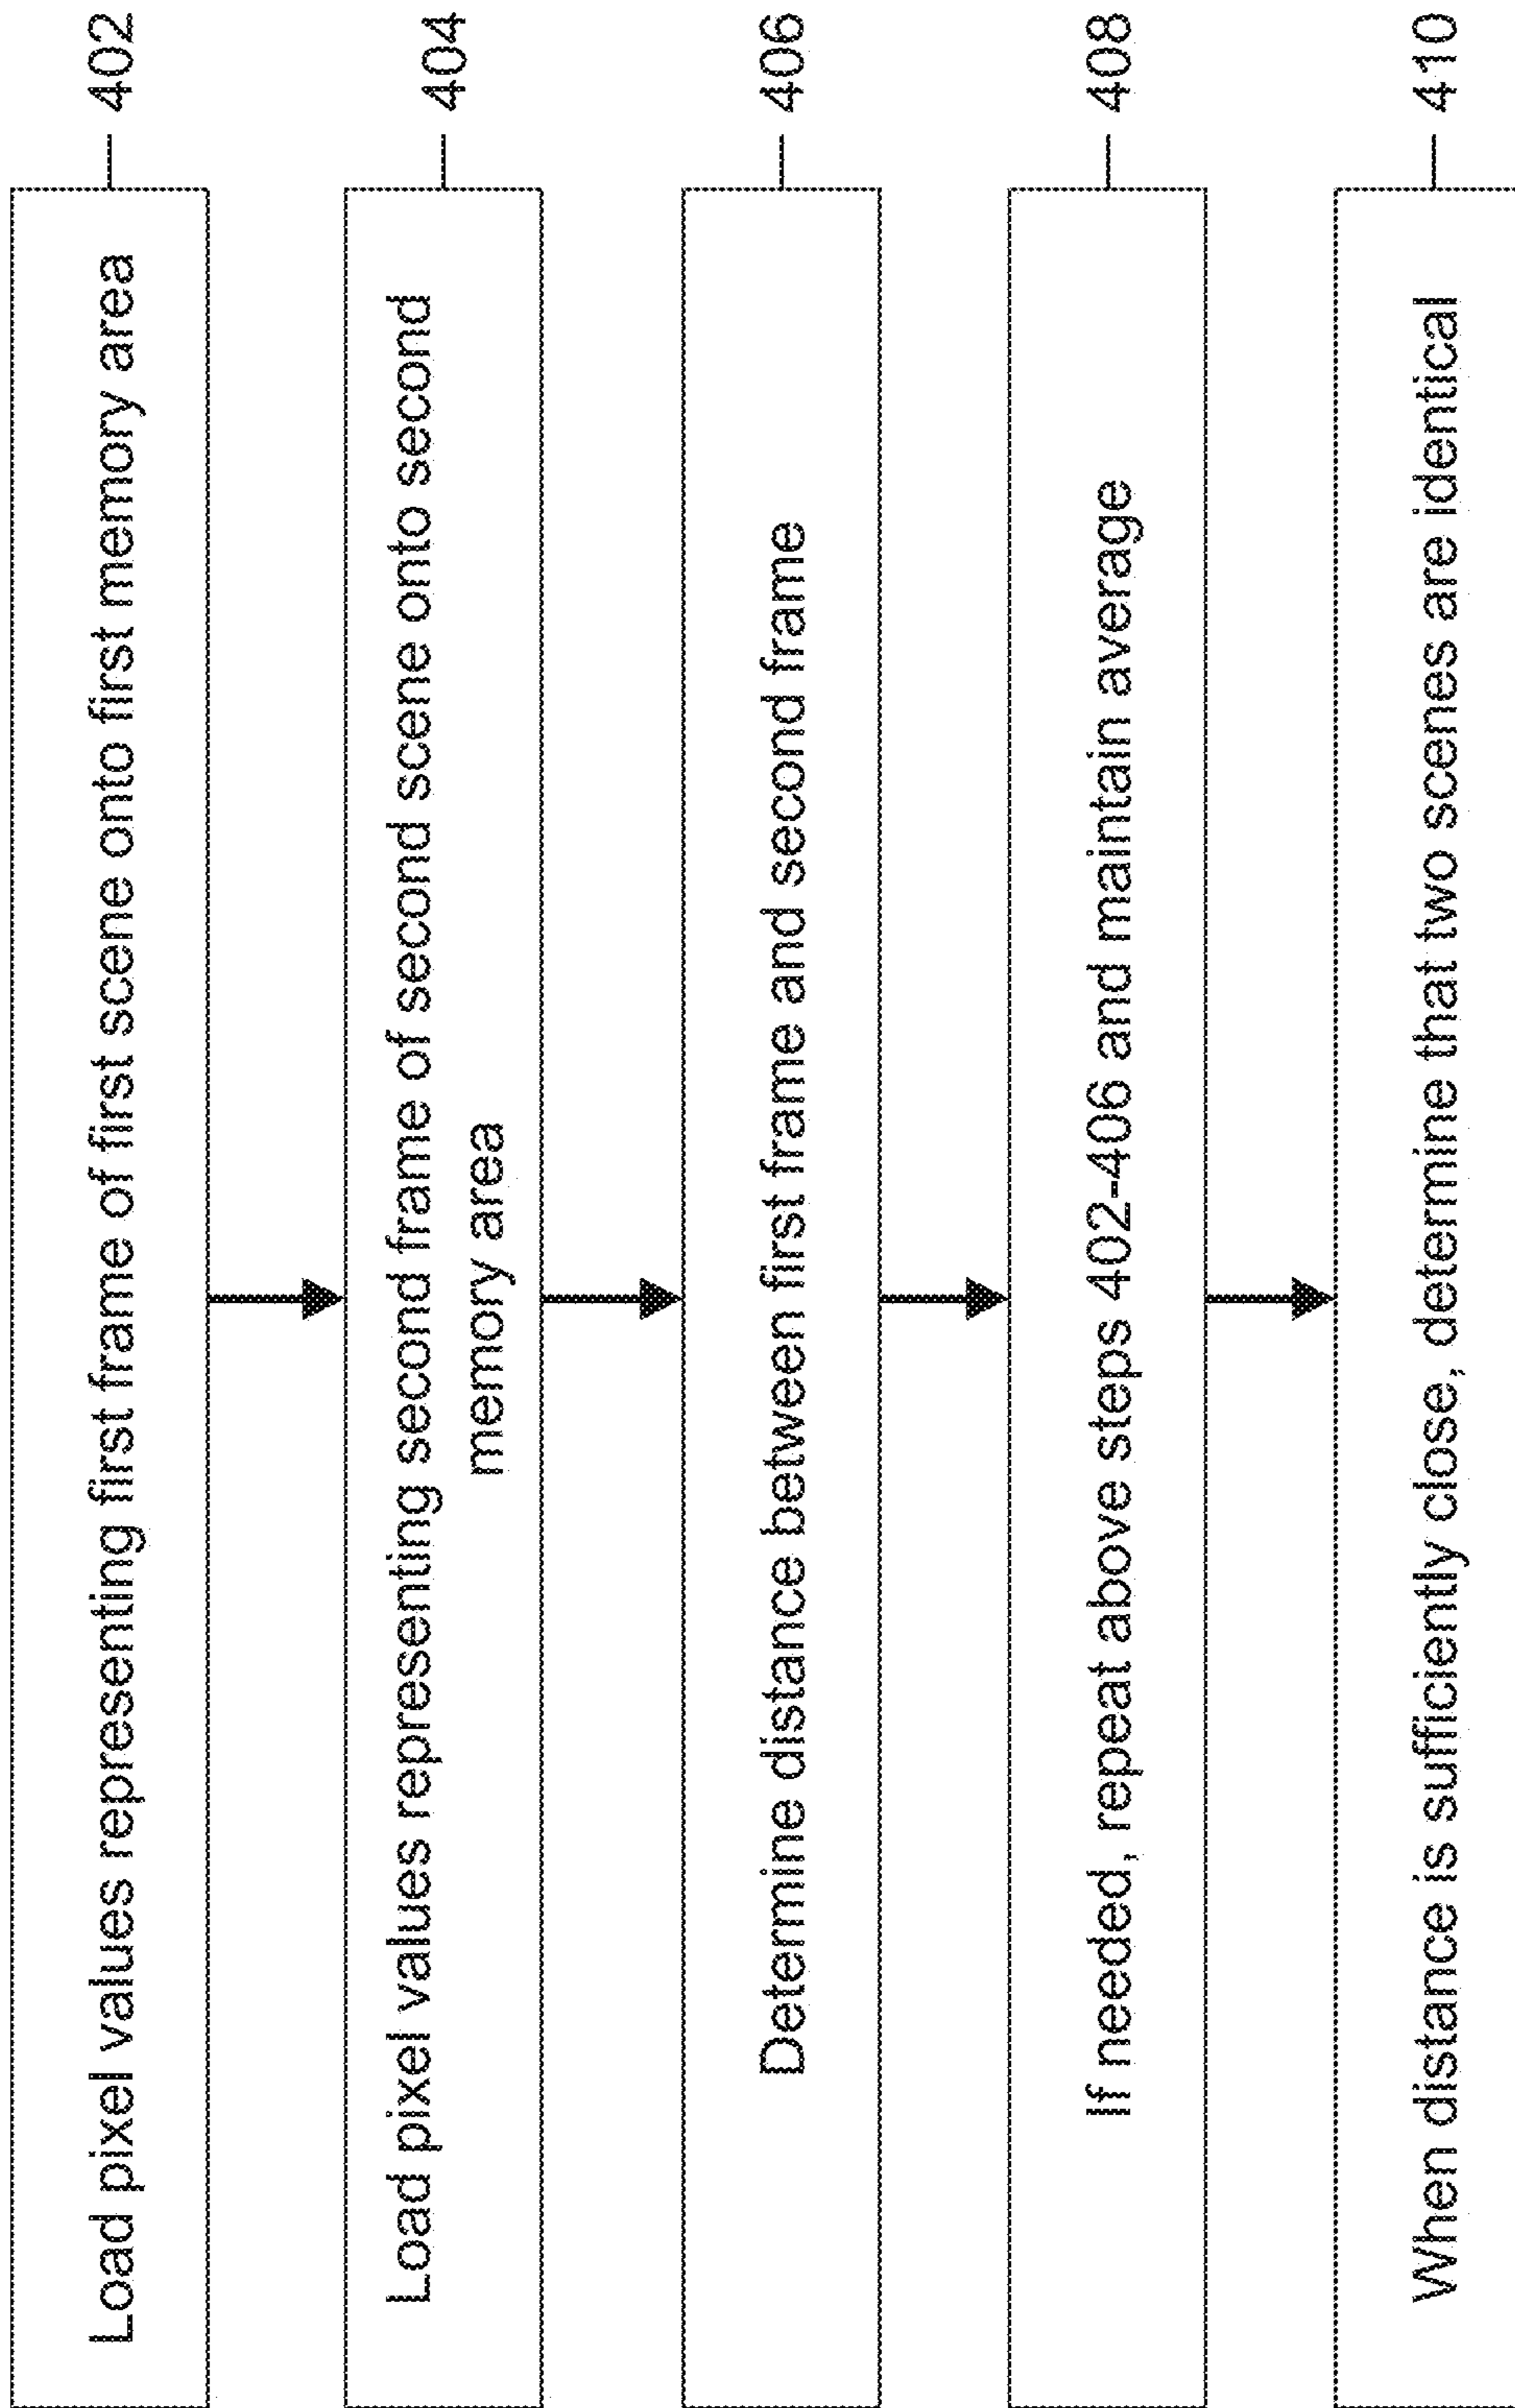 Load pixel values representing first frame of first scene onto first memory area
402
Load pixel values representing second frame of second scene onto second
memory area
404
Determine distance between first frame and second frame
406
If needed, repeat above steps 402-406 and maintain average
408
When distance is sufficiently close, determine that two scenes are identical
410